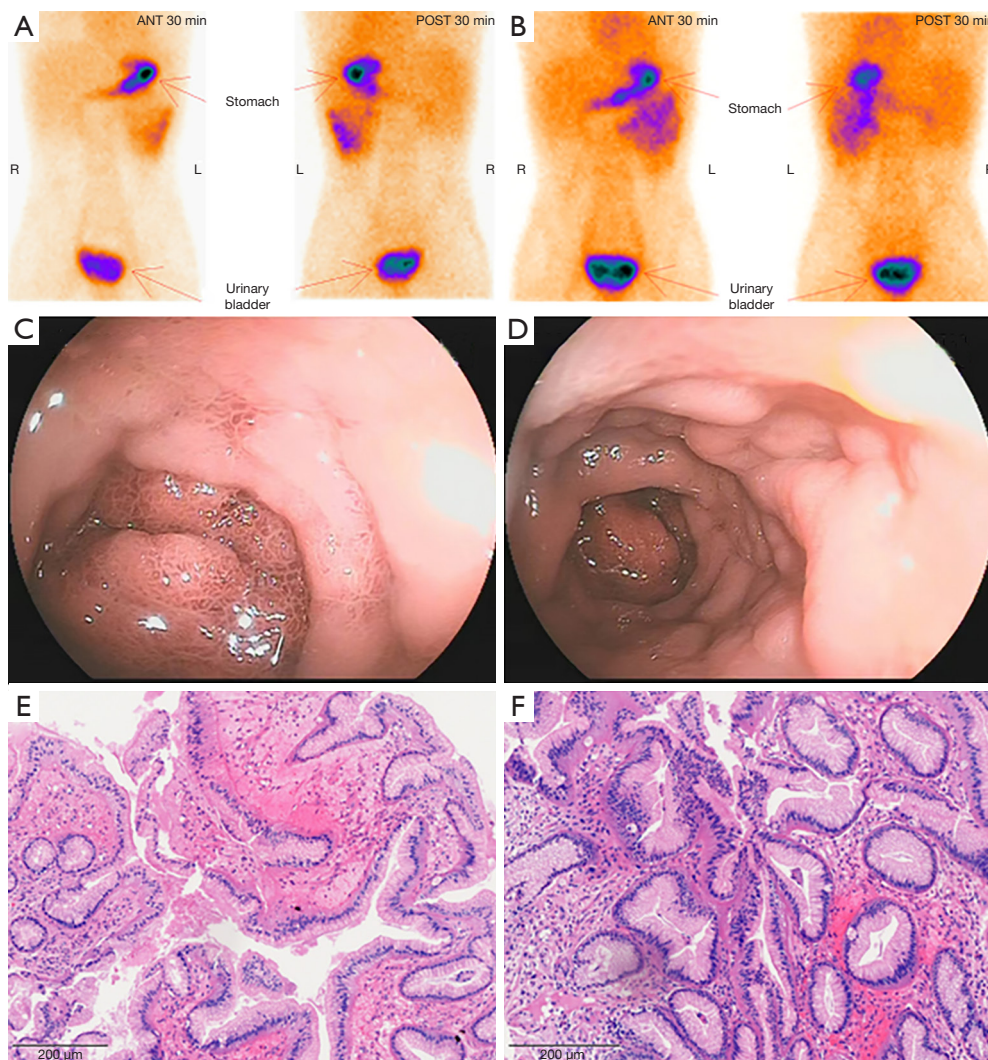 A
ANT 30 min
POST 30 min
B
ANT 30 min
POST 30 min
Stomach
Stomach
R
L
L
R
R
L
L
R
Urinary
bladder
Urinary
bladder
C
D
E
F
200 μm
200 μm